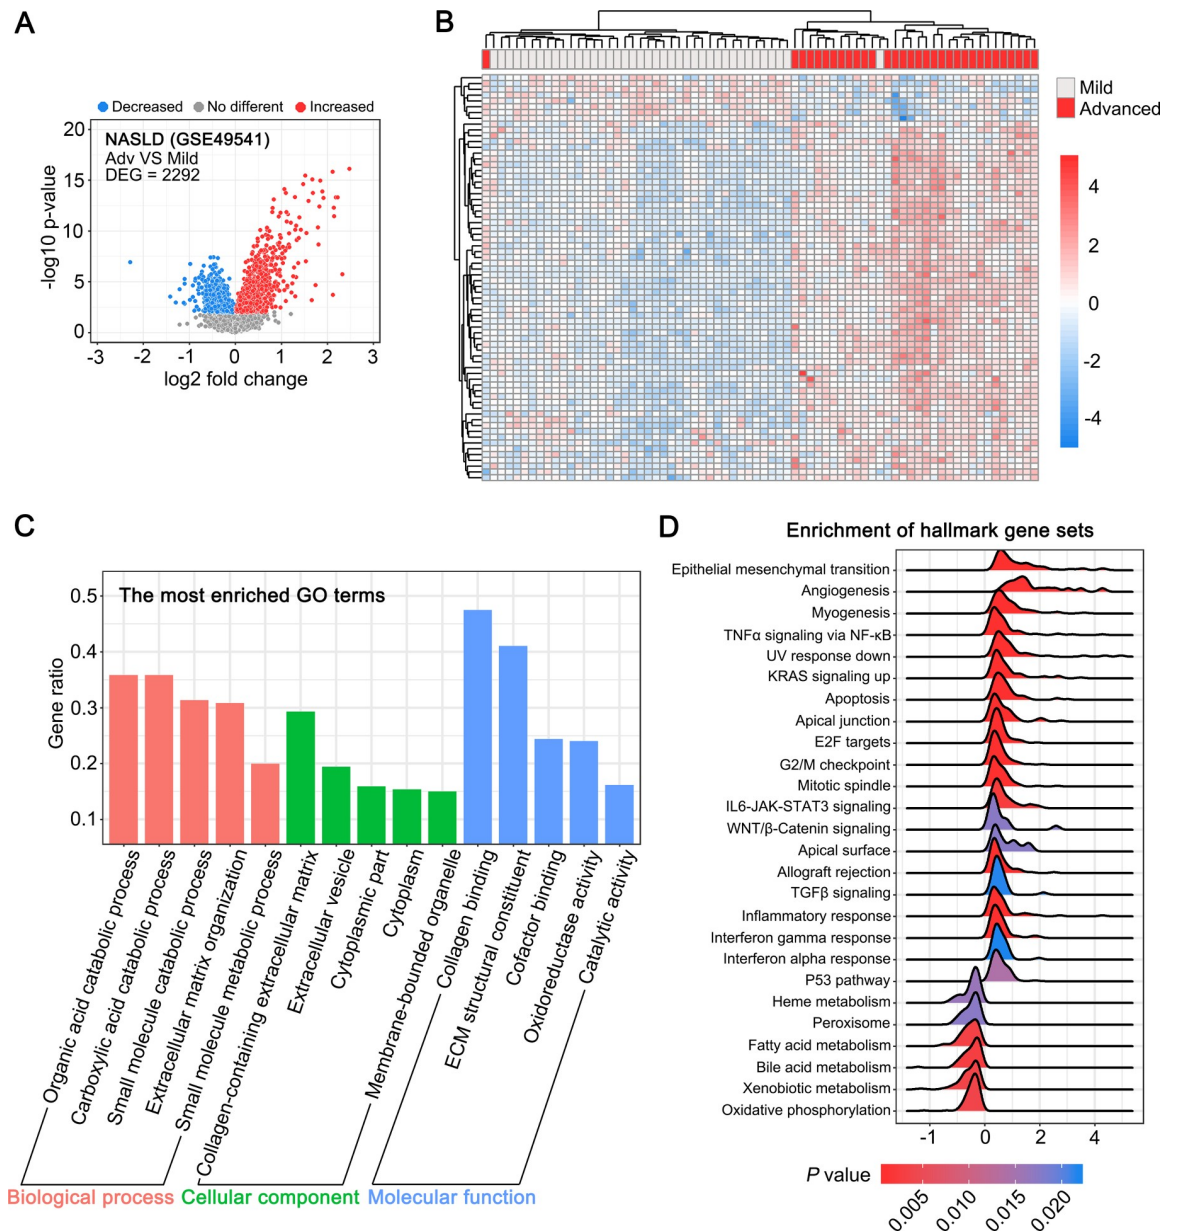 A
Decreased
No different
Increased
NASLD (GSE49541)
Adv VS Mild
DEG = 2292
20
15
10
5
0
-log10 p-value
-3
-2
-1
0
1
2
3
log2 fold change
B
Mild
Advanced
4
2
0
-2
-4
C
The most enriched GO terms
0.5
0.4
0.3
0.2
0.1
Gene ratio
Organic acid catabolic process
Carboxylic acid catabolic process
Small molecule catabolic process
Extracellular matrix organization
Small molecule metabolic process
Collagen-containing extracellular matrix
Extracellular vesicle
Cytoplasmic part
Cytoplasm
Membrane-bounded organelle
Collagen binding
ECM structural constituent
Cofactor binding
Oxidoreductase activity
Catalytic activity
Biological process
Cellular component
Molecular function
D
Enrichment of hallmark gene sets
Epithelial mesenchymal transition
Angiogenesis
Myogenesis
TNFα signaling via NF-κB
UV response down
KRAS signaling up
Apoptosis
Apical junction
E2F targets
G2/M checkpoint
Mitotic spindle
IL6-JAK-STAT3 signaling
WNT/β-Catenin signaling
Apical surface
Allograft rejection
TGFβ signaling
Inflammatory response
Interferon gamma response
Interferon alpha response
P53 pathway
Heme metabolism
Peroxisome
Fatty acid metabolism
Bile acid metabolism
Xenobiotic metabolism
Oxidative phosphorylation
-1
0
2
4
P value
0.005
0.010
0.015
0.020